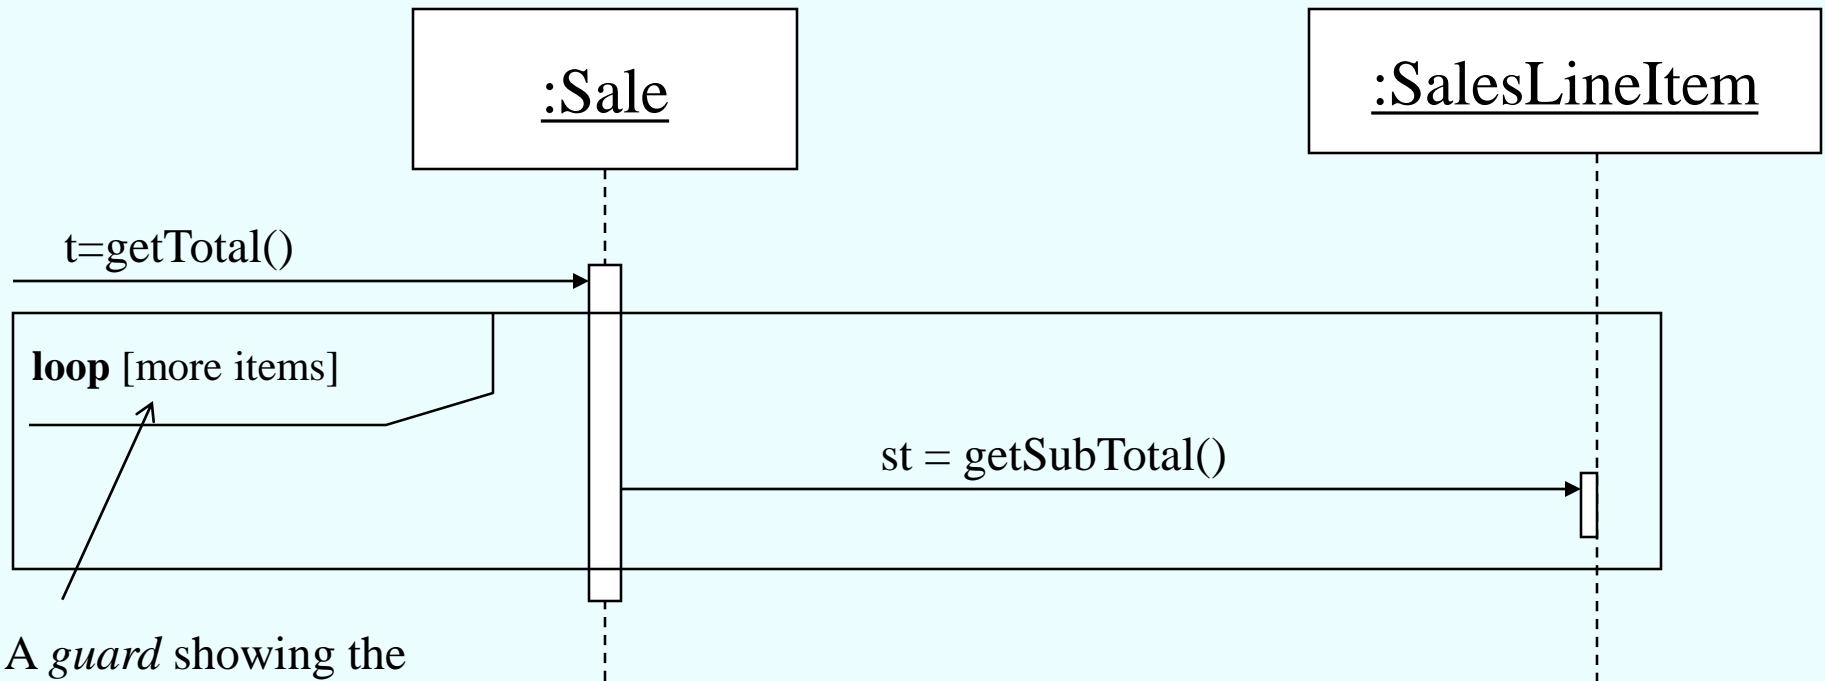 :Sale
:SalesLineItem
t=getTotal()
loop [more items]
st = getSubTotal()
A guard showing the